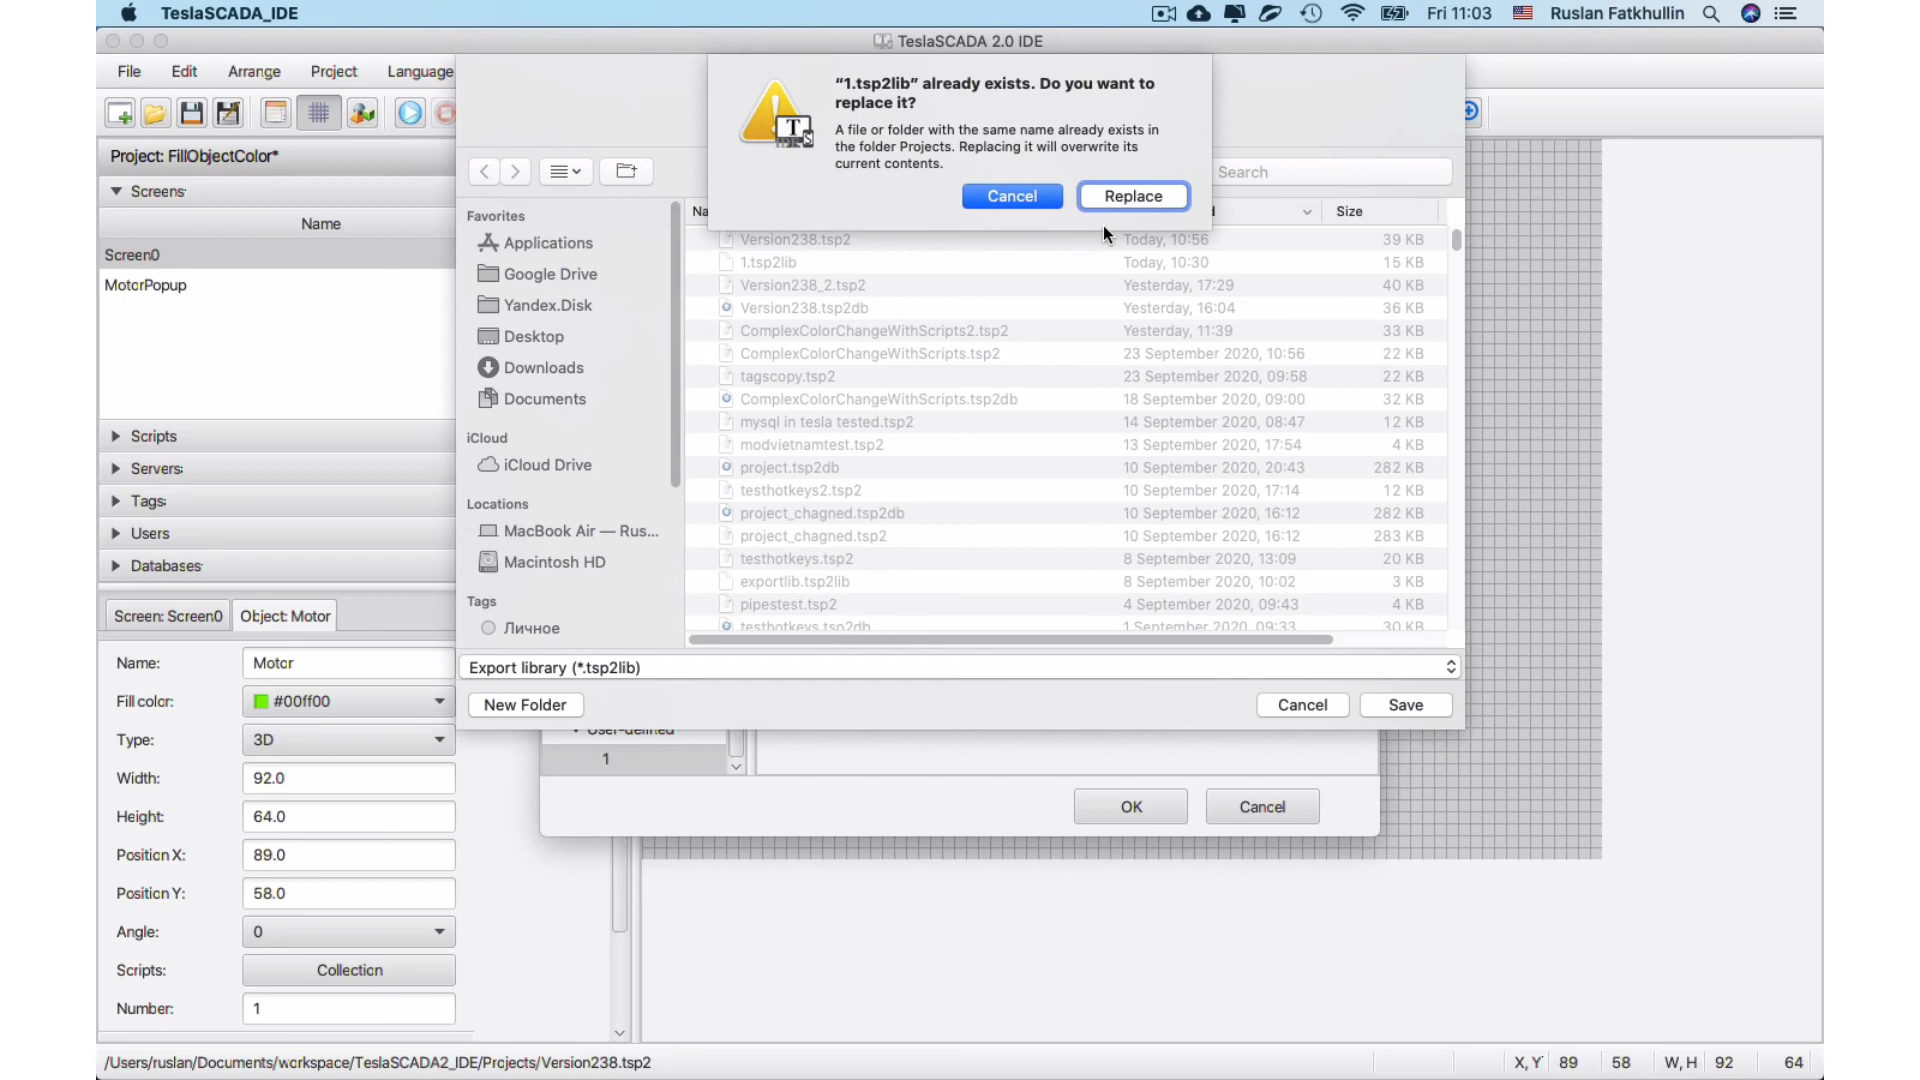 TeslaSCADA_IDE
Fri 11:03
Ruslan Fatkhullin
TeslaSCADA 2.0 IDE
File
Edit
Arrange
Project
Language
Project: FillObjectColor*
Screens
Name
Screen0
MotorPopup
Scripts
Servers
Tags
Users
Databases
Screen: Screen0
Object: Motor
Name:
Motor
Fill color:
#00ff00
Type:
3D
Width:
92.0
Height:
64.0
Position X:
89.0
Position Y:
58.0
Angle:
0
Scripts:
Collection
Number:
1
“1.tsp2lib” already exists. Do you want to
replace it?
A file or folder with the same name already exists in
the folder Projects. Replacing it will overwrite its
current contents.
Cancel
Replace
Search
Na
Size
Favorites
Applications
Google Drive
Yandex.Disk
Desktop
Downloads
Documents
iCloud
iCloud Drive
Locations
MacBook Air — Rus...
Macintosh HD
Tags
Личное
Version238.tsp2 Today, 10:56 39 KB
1.tsp2lib Today, 10:30 15 KB
Version238_2.tsp2 Yesterday, 17:29 40 KB
Version238.tsp2db Yesterday, 16:04 36 KB
ComplexColorChangeWithScripts2.tsp2 Yesterday, 11:39 33 KB
ComplexColorChangeWithScripts.tsp2 23 September 2020, 10:56 22 KB
tagscopy.tsp2 23 September 2020, 09:58 22 KB
ComplexColorChangeWithScripts.tsp2db 18 September 2020, 09:00 32 KB
mysql in tesla tested.tsp2 14 September 2020, 08:47 12 KB
modvietnamtest.tsp2 13 September 2020, 17:54 4 KB
project.tsp2db 10 September 2020, 20:43 282 KB
testhotkeys2.tsp2 10 September 2020, 17:14 12 KB
project_chagned.tsp2db 10 September 2020, 16:12 282 KB
project_chagned.tsp2 10 September 2020, 16:12 283 KB
testhotkeys.tsp2 8 September 2020, 13:09 20 KB
exportlib.tsp2lib 8 September 2020, 10:02 3 KB
pipestest.tsp2 4 September 2020, 09:43 4 KB
testhotkeys.tsp2db 1 September 2020, 09:33 30 KB
Export library (*.tsp2lib)
New Folder
Cancel
Save
User-defined
1
OK
Cancel
/Users/ruslan/Documents/workspace/TeslaSCADA2_IDE/Projects/Version238.tsp2
X, Y 89 58 W, H 92 64